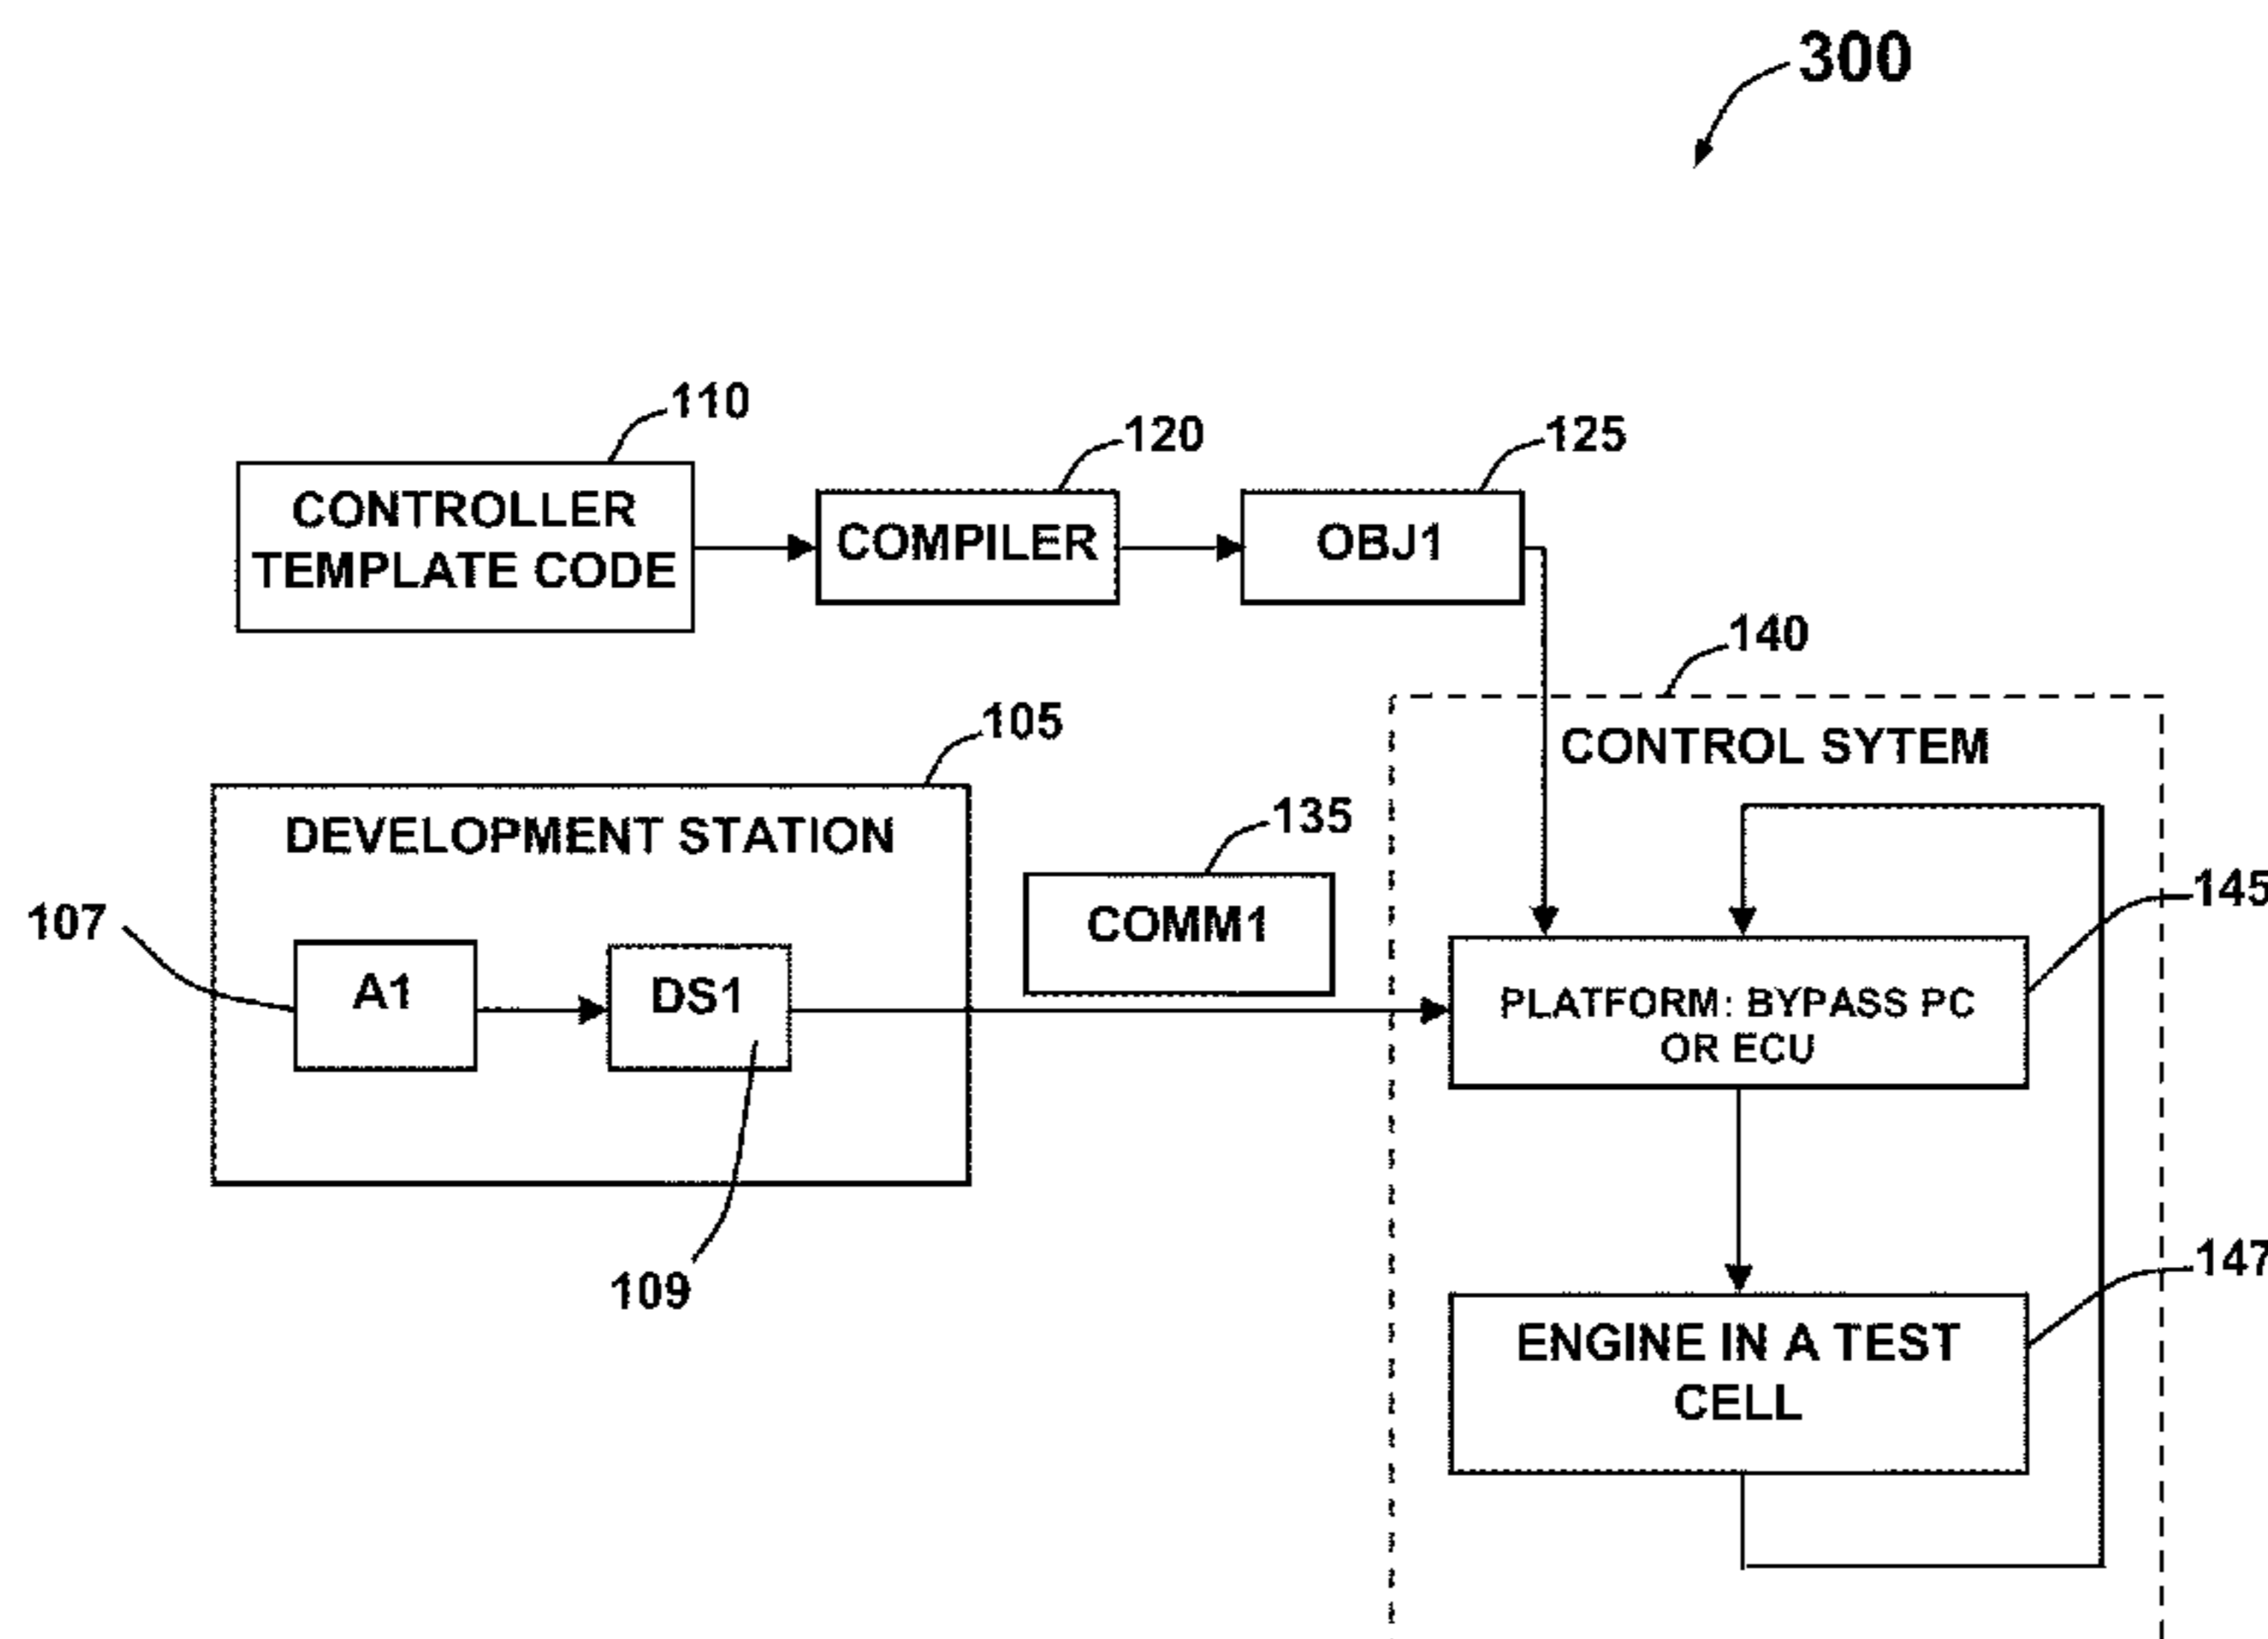 300
110
120
125
CONTROLLER
TEMPLATE CODE
COMPILER
OBJ1
140
105
CONTROL SYTEM
DEVELOPMENT STATION
135
107
COMM1
145
A1
DS1
PLATFORM: BYPASS PC
OR ECU
109
147
ENGINE IN A TEST
CELL